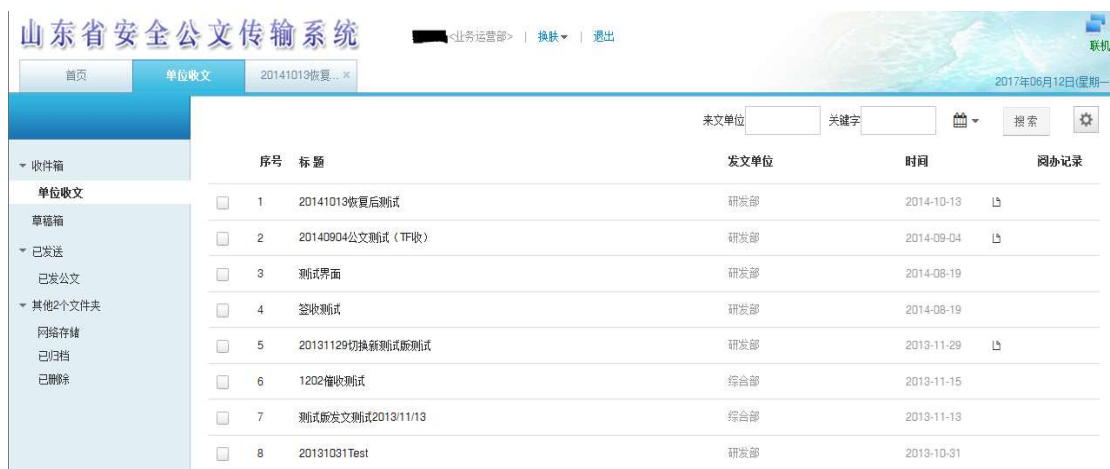 山东省安全公文传输系统
<业务运营部> | 换肤 | 退出
联机
首页 单位收文 20141013恢复... ×
2017年06月12日(星期一
来文单位 关键字 搜索
收件箱
单位收文
草稿箱
已发送
已发公文
其他2个文件夹
网络存储
已归档
已删除
序号 标题 发文单位 时间 阅办记录
1 20141013恢复后测试 研发部 2014-10-13
2 20140904公文测试（TF收） 研发部 2014-09-04
3 测试界面 研发部 2014-08-19
4 签收测试 研发部 2014-08-19
5 20131129切换新测试版测试 研发部 2013-11-29
6 1202催收测试 综合部 2013-11-15
7 测试版发文测试2013/11/13 综合部 2013-11-13
8 20131031Test 研发部 2013-10-31